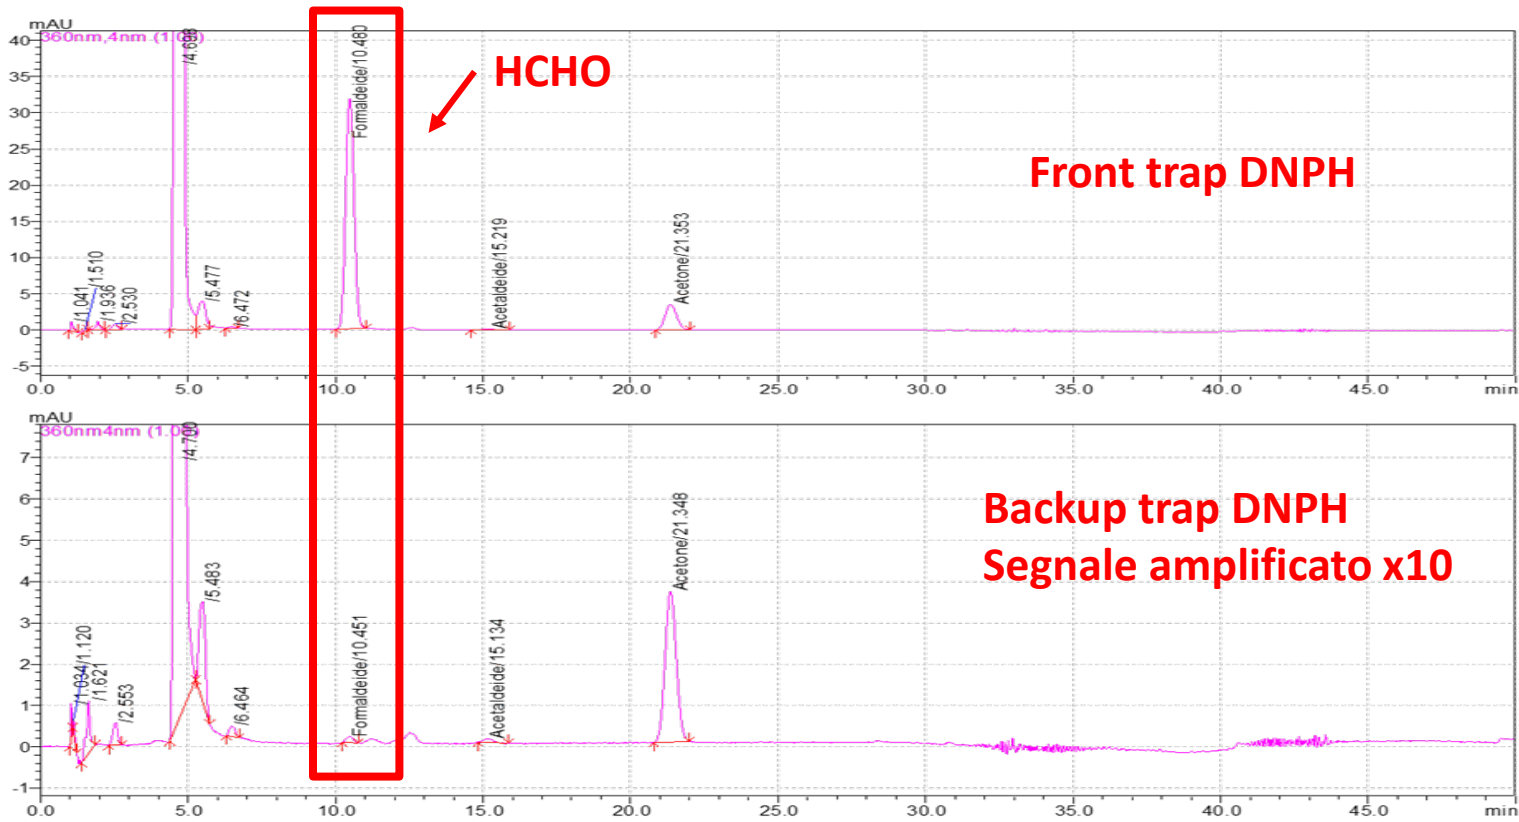 mAU
360nm,4nm (1.00)
40
35
30
25
20
15
10
5
0
-5
/1.041
/1.510
/1.936
/2.530
/4.698
/5.477
/6.472
Formaldeide/10.480
Acetaldeide/15.219
Acetone/21.353
HCHO
Front trap DNPH
0.0 5.0 10.0 15.0 20.0 25.0 30.0 35.0 40.0 45.0 min
mAU
360nm4nm (1.00)
7
6
5
4
3
2
1
0
-1
/1.034
/1.120
/1.621
/2.553
/4.700
/5.483
/6.464
Formaldeide/10.451
Acetaldeide/15.134
Acetone/21.348
Backup trap DNPH
Segnale amplificato x10
0.0 5.0 10.0 15.0 20.0 25.0 30.0 35.0 40.0 45.0 min